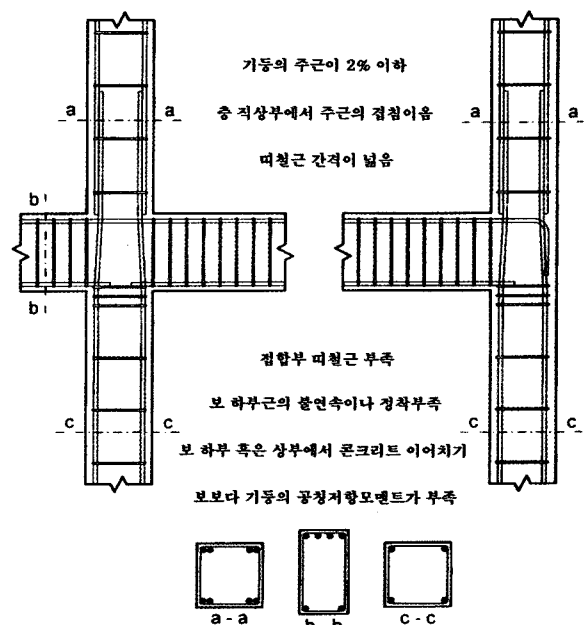 기둥의 주근이 2% 이하
a a a a
층 직상부에서 주근의 겹침이음
띠철근 간격이 넓음
b
b
접합부 띠철근 부족
보 하부근의 불연속이나 정착부족
c c c c
보 하부 혹은 상부에서 콘크리트 이어치기
보보다 기둥의 공칭저항모멘트가 부족
a - a b - b c - c